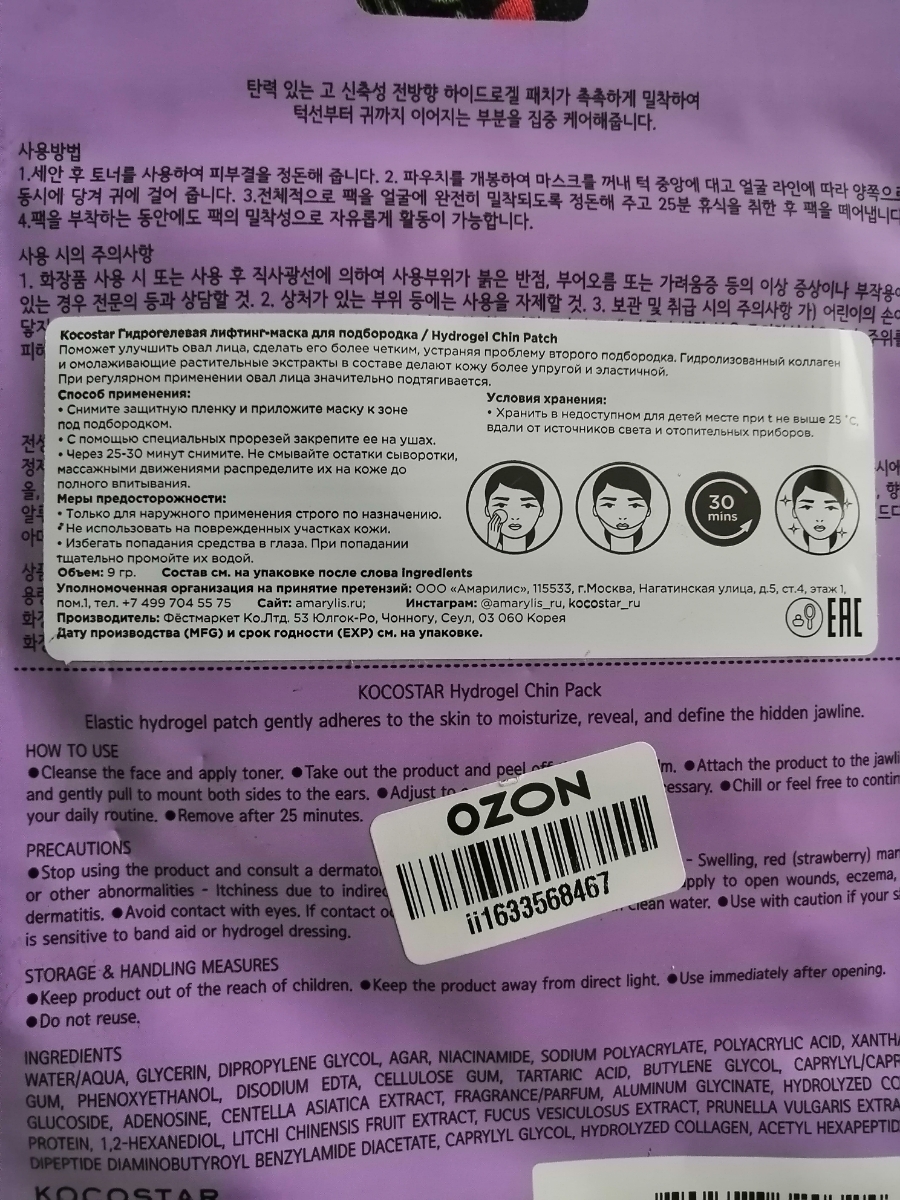 탄력 있는 고 신축성 전방향 하이드로겔 패치가 촉촉하게 밀착하여
턱선부터 귀까지 이어지는 부분을 집중 케어해줍니다.
사용방법
1.세안 후 토너를 사용하여 피부결을 정돈해 줍니다. 2. 파우치를 개봉하여 마스크를 꺼내 턱 중앙에 대고 얼굴 라인에 따라 양쪽으로
동시에 당겨 귀에 걸어 줍니다. 3.전체적으로 팩을 얼굴에 완전히 밀착되도록 정돈해 주고 25분 휴식을 취한 후 팩을 떼어냅니다
4.팩을 부착하는 동안에도 팩의 밀착성으로 자유롭게 활동이 가능합니다.
사용 시의 주의사항
1. 화장품 사용 시 또는 사용 후 직사광선에 의하여 사용부위가 붉은 반점, 부어오름 또는 가려움증 등의 이상 증상이나 부작용이
있는 경우 전문의 등과 상담할 것. 2. 상처가 있는 부위 등에는 사용을 자제할 것. 3. 보관 및 취급 시의 주의사항 가) 어린이의 손이
Kocostar Гидрогелевая лифтинг-маска для подбородка / Hydrogel Chin Patch
Поможет улучшить овал лица, сделать его более четким, устраняя проблему второго подбородка. Гидролизованный коллаген
и омолаживающие растительные экстракты в составе делают кожу более упругой и эластичной.
При регулярном применении овал лица значительно подтягивается.
Способ применения:
• Снимите защитную пленку и приложите маску к зоне
под подбородком.
• С помощью специальных прорезей закрепите ее на ушах.
• Через 25-30 минут снимите. Не смывайте остатки сыворотки,
массажными движениями распределите их на коже до
полного впитывания.
Меры предосторожности:
• Только для наружного применения строго по назначению.
• Не использовать на поврежденных участках кожи.
• Избегать попадания средства в глаза. При попадании
тщательно промойте их водой.
Условия хранения:
• Хранить в недоступном для детей месте при t не выше 25 °C,
вдали от источников света и отопительных приборов.
30
mins
Объем: 9 гр. Состав см. на упаковке после слова ingredients
Уполномоченная организация на принятие претензий: ООО «Амарилис», 115533, г.Москва, Нагатинская улица, д.5, ст.4, этаж 1,
пом.1, тел. +7 499 704 55 75 Сайт: amarylis.ru; Инстаграм: @amarylis_ru, kocostar_ru
Производитель: Фёстмаркет Ко.Лтд. 53 Юлгок-Ро, Чонногу, Сеул, 03 060 Корея
Дату производства (MFG) и срок годности (EXP) см. на упаковке.
EAC
KOCOSTAR Hydrogel Chin Pack
Elastic hydrogel patch gently adheres to the skin to moisturize, reveal, and define the hidden jawline.
HOW TO USE
●Cleanse the face and apply toner. ●Take out the product and peel off ●Attach the product to the jawli
and gently pull to mount both sides to the ears. ●Adjust to ●Chill or feel free to contin
your daily routine. ●Remove after 25 minutes.
OZON
ii1633568467
PRECAUTIONS
●Stop using the product and consult a dermato - Swelling, red (strawberry) mar
or other abnormalities - Itchiness due to indirec apply to open wounds, eczema,
dermatitis. ●Avoid contact with eyes. If contact oc clean water. ●Use with caution if your s
is sensitive to band aid or hydrogel dressing.
STORAGE & HANDLING MEASURES
●Keep product out of the reach of children. ●Keep the product away from direct light. ●Use immediately after opening.
●Do not reuse.
INGREDIENTS
WATER/AQUA, GLYCERIN, DIPROPYLENE GLYCOL, AGAR, NIACINAMIDE, SODIUM POLYACRYLATE, POLYACRYLIC ACID, XANTHA
GUM, PHENOXYETHANOL, DISODIUM EDTA, CELLULOSE GUM, TARTARIC ACID, BUTYLENE GLYCOL, CAPRYLYL/CAPR
GLUCOSIDE, ADENOSINE, CENTELLA ASIATICA EXTRACT, FRAGRANCE/PARFUM, ALUMINUM GLYCINATE, HYDROLYZED CO
PROTEIN, 1,2-HEXANEDIOL, LITCHI CHINENSIS FRUIT EXTRACT, FUCUS VESICULOSUS EXTRACT, PRUNELLA VULGARIS EXTRA
DIPEPTIDE DIAMINOBUTYROYL BENZYLAMIDE DIACETATE, CAPRYLYL GLYCOL, HYDROLYZED COLLAGEN, ACETYL HEXAPEPTID
KOCOSTAR